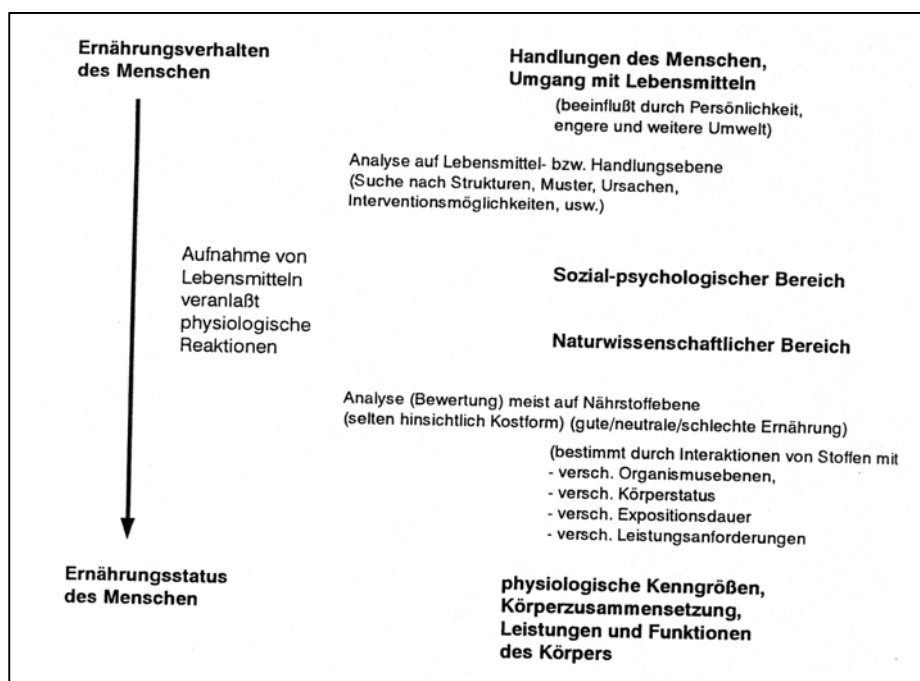 Ernährungsverhalten
des Menschen
Handlungen des Menschen,
Umgang mit Lebensmitteln
(beeinflußt durch Persönlichkeit,
engere und weitere Umwelt)
Analyse auf Lebensmittel- bzw. Handlungsebene
(Suche nach Strukturen, Muster, Ursachen,
Interventionsmöglichkeiten, usw.)
Aufnahme von
Lebensmitteln
veranlaßt
physiologische
Reaktionen
Sozial-psychologischer Bereich
Naturwissenschaftlicher Bereich
Analyse (Bewertung) meist auf Nährstoffebene
(selten hinsichtlich Kostform) (gute/neutrale/schlechte Ernährung)
(bestimmt durch Interaktionen von Stoffen mit
- versch. Organismusebenen,
- versch. Körperstatus
- versch. Expositionsdauer
- versch. Leistungsanforderungen
Ernährungsstatus
des Menschen
physiologische Kenngrößen,
Körperzusammensetzung,
Leistungen und Funktionen
des Körpers